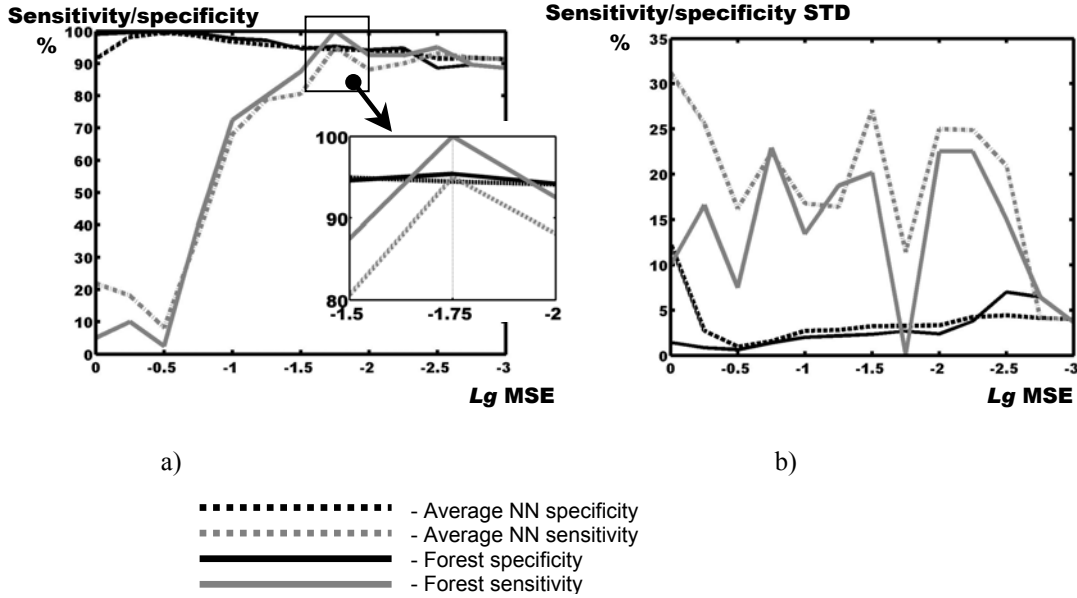 Sensitivity/specificity
%
100
90
80
70
60
50
40
30
20
10
0
0 -0.5 -1 -1.5 -2 -2.5 -3
Lg MSE
100
90
80
-1.5 -1.75 -2
a)
Sensitivity/specificity STD
%
35
30
25
20
15
10
5
0
0 -0.5 -1 -1.5 -2 -2.5 -3
Lg MSE
b)
- Average NN specificity
- Average NN sensitivity
- Forest specificity
- Forest sensitivity